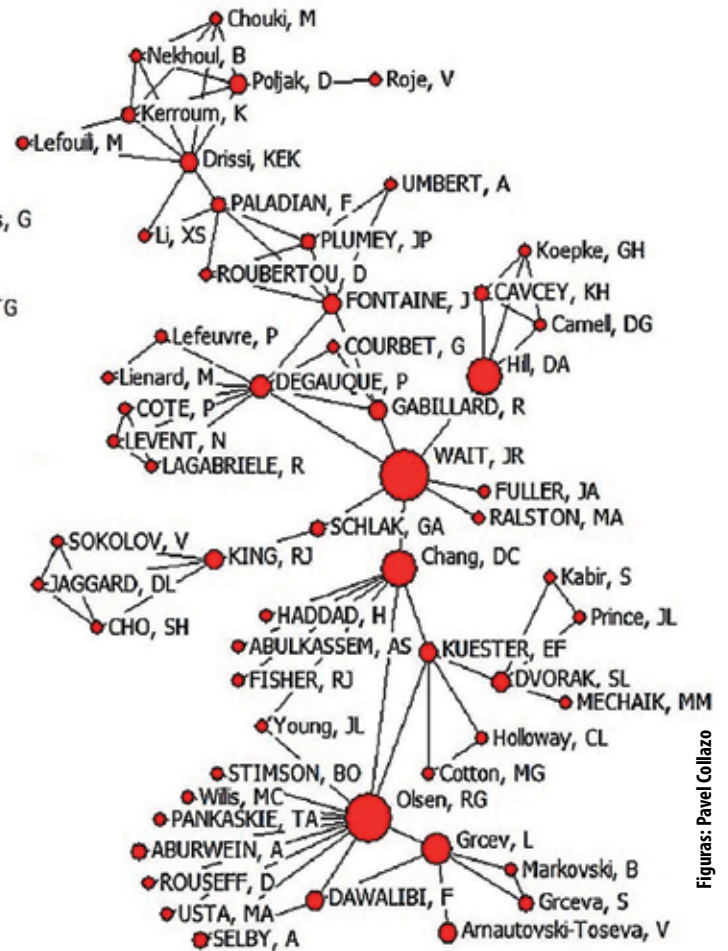 Chouki, M
Nekhoul, B
Poljak, D
Roje, V
Kerroum, K
Lefouili, M
Drissi, KEK
UMBERT, A
PALADIAN, F
s, G
Li, XS
PLUMEY, JP
Koepke, GH
ROUBERTOU, D
CAVCEY, KH
FONTAINE, J
TG
Camell, DG
Lefeuvre, P
COURBET, G
Hill, DA
Lienard, M
DEGAUQUE, P
COTE, P
GABILLARD, R
LEVENT, N
WAIT, JR
LAGABRIELE, R
FULLER, JA
RALSTON, MA
SCHLAK, GA
SOKOLOV, V
KING, RJ
Chang, DC
JAGGARD, DL
Kabir, S
HADDAD, H
Prince, JL
CHO, SH
ABULKASSEM, AS
KUESTER, EF
FISHER, RJ
DVORAK, SL
MECHAIK, MM
Young, JL
Holloway, CL
STIMSON, BO
Cotton, MG
Wilis, MC
Olsen, RG
PANKASKIE, TA
Grcev, L
ABURWEIN, A
Markovski, B
ROUSEFF, D
DAWALIBI, F
Grceva, S
USTA, MA
Arnautovski-Toseva, V
SELBY, A
Figuras: Pavel Collazo